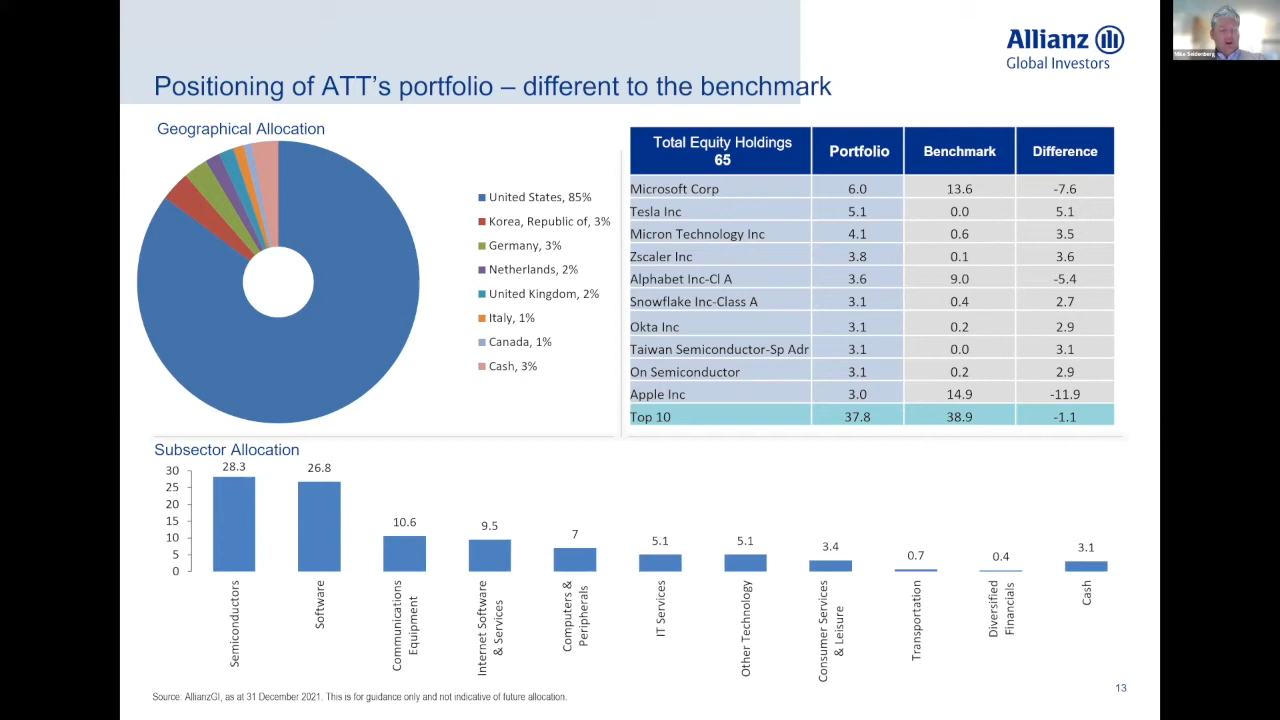 Allianz
Global Investors
Mike Seidenberg
Positioning of ATT's portfolio – different to the benchmark
Geographical Allocation
United States, 85%
Korea, Republic of, 3%
Germany, 3%
Netherlands, 2%
United Kingdom, 2%
Italy, 1%
Canada, 1%
Cash, 3%
Total Equity Holdings 65 Portfolio Benchmark Difference
Microsoft Corp 6.0 13.6 -7.6
Tesla Inc 5.1 0.0 5.1
Micron Technology Inc 4.1 0.6 3.5
Zscaler Inc 3.8 0.1 3.6
Alphabet Inc-Cl A 3.6 9.0 -5.4
Snowflake Inc-Class A 3.1 0.4 2.7
Okta Inc 3.1 0.2 2.9
Taiwan Semiconductor-Sp Adr 3.1 0.0 3.1
On Semiconductor 3.1 0.2 2.9
Apple Inc 3.0 14.9 -11.9
Top 10 37.8 38.9 -1.1
Subsector Allocation
30
25
20
15
10
5
0
28.3
26.8
10.6
9.5
7
5.1
5.1
3.4
0.7
0.4
3.1
Semiconductors
Software
Communications
Equipment
Internet Software
& Services
Computers &
Peripherals
IT Services
Other Technology
Consumer Services
& Leisure
Transportation
Diversified
Financials
Cash
Source: AllianzGI, as at 31 December 2021. This is for guidance only and not indicative of future allocation.
13